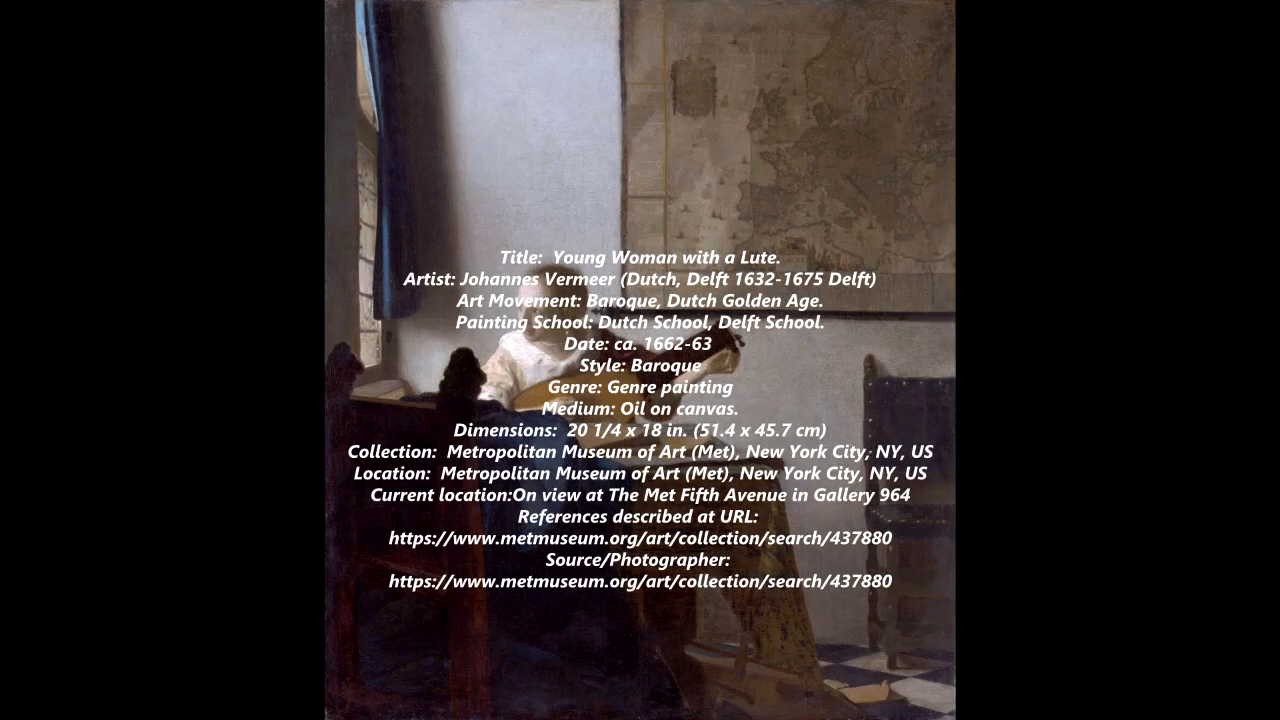 Title:  Young Woman with a Lute.
Artist: Johannes Vermeer (Dutch, Delft 1632-1675 Delft)
Art Movement: Baroque, Dutch Golden Age.
Painting School: Dutch School, Delft School.
Date: ca. 1662-63
Style: Baroque
Genre: Genre painting
Medium: Oil on canvas.
Dimensions:  20 1/4 x 18 in. (51.4 x 45.7 cm)
Collection:  Metropolitan Museum of Art (Met), New York City, NY, US
Location:  Metropolitan Museum of Art (Met), New York City, NY, US
Current location:On view at The Met Fifth Avenue in Gallery 964
References described at URL:
https://www.metmuseum.org/art/collection/search/437880
Source/Photographer:
https://www.metmuseum.org/art/collection/search/437880